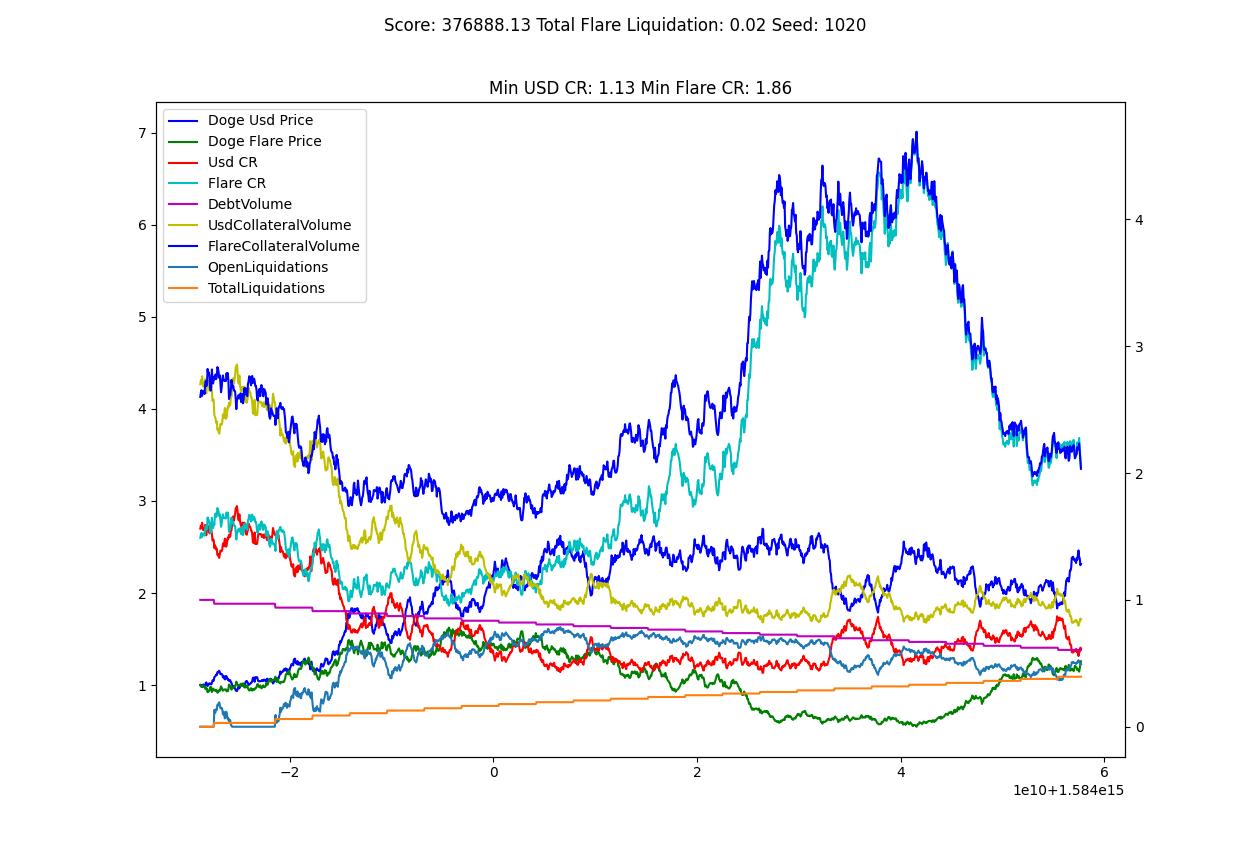 Score: 376888.13 Total Flare Liquidation: 0.02 Seed: 1020
Min USD CR: 1.13 Min Flare CR: 1.86
Doge Usd Price
Doge Flare Price
Usd CR
Flare CR
DebtVolume
UsdCollateralVolume
FlareCollateralVolume
OpenLiquidations
TotalLiquidations
7
6
5
4
3
2
1
4
3
2
1
0
−2
0
2
4
6
1e10+1.584e15